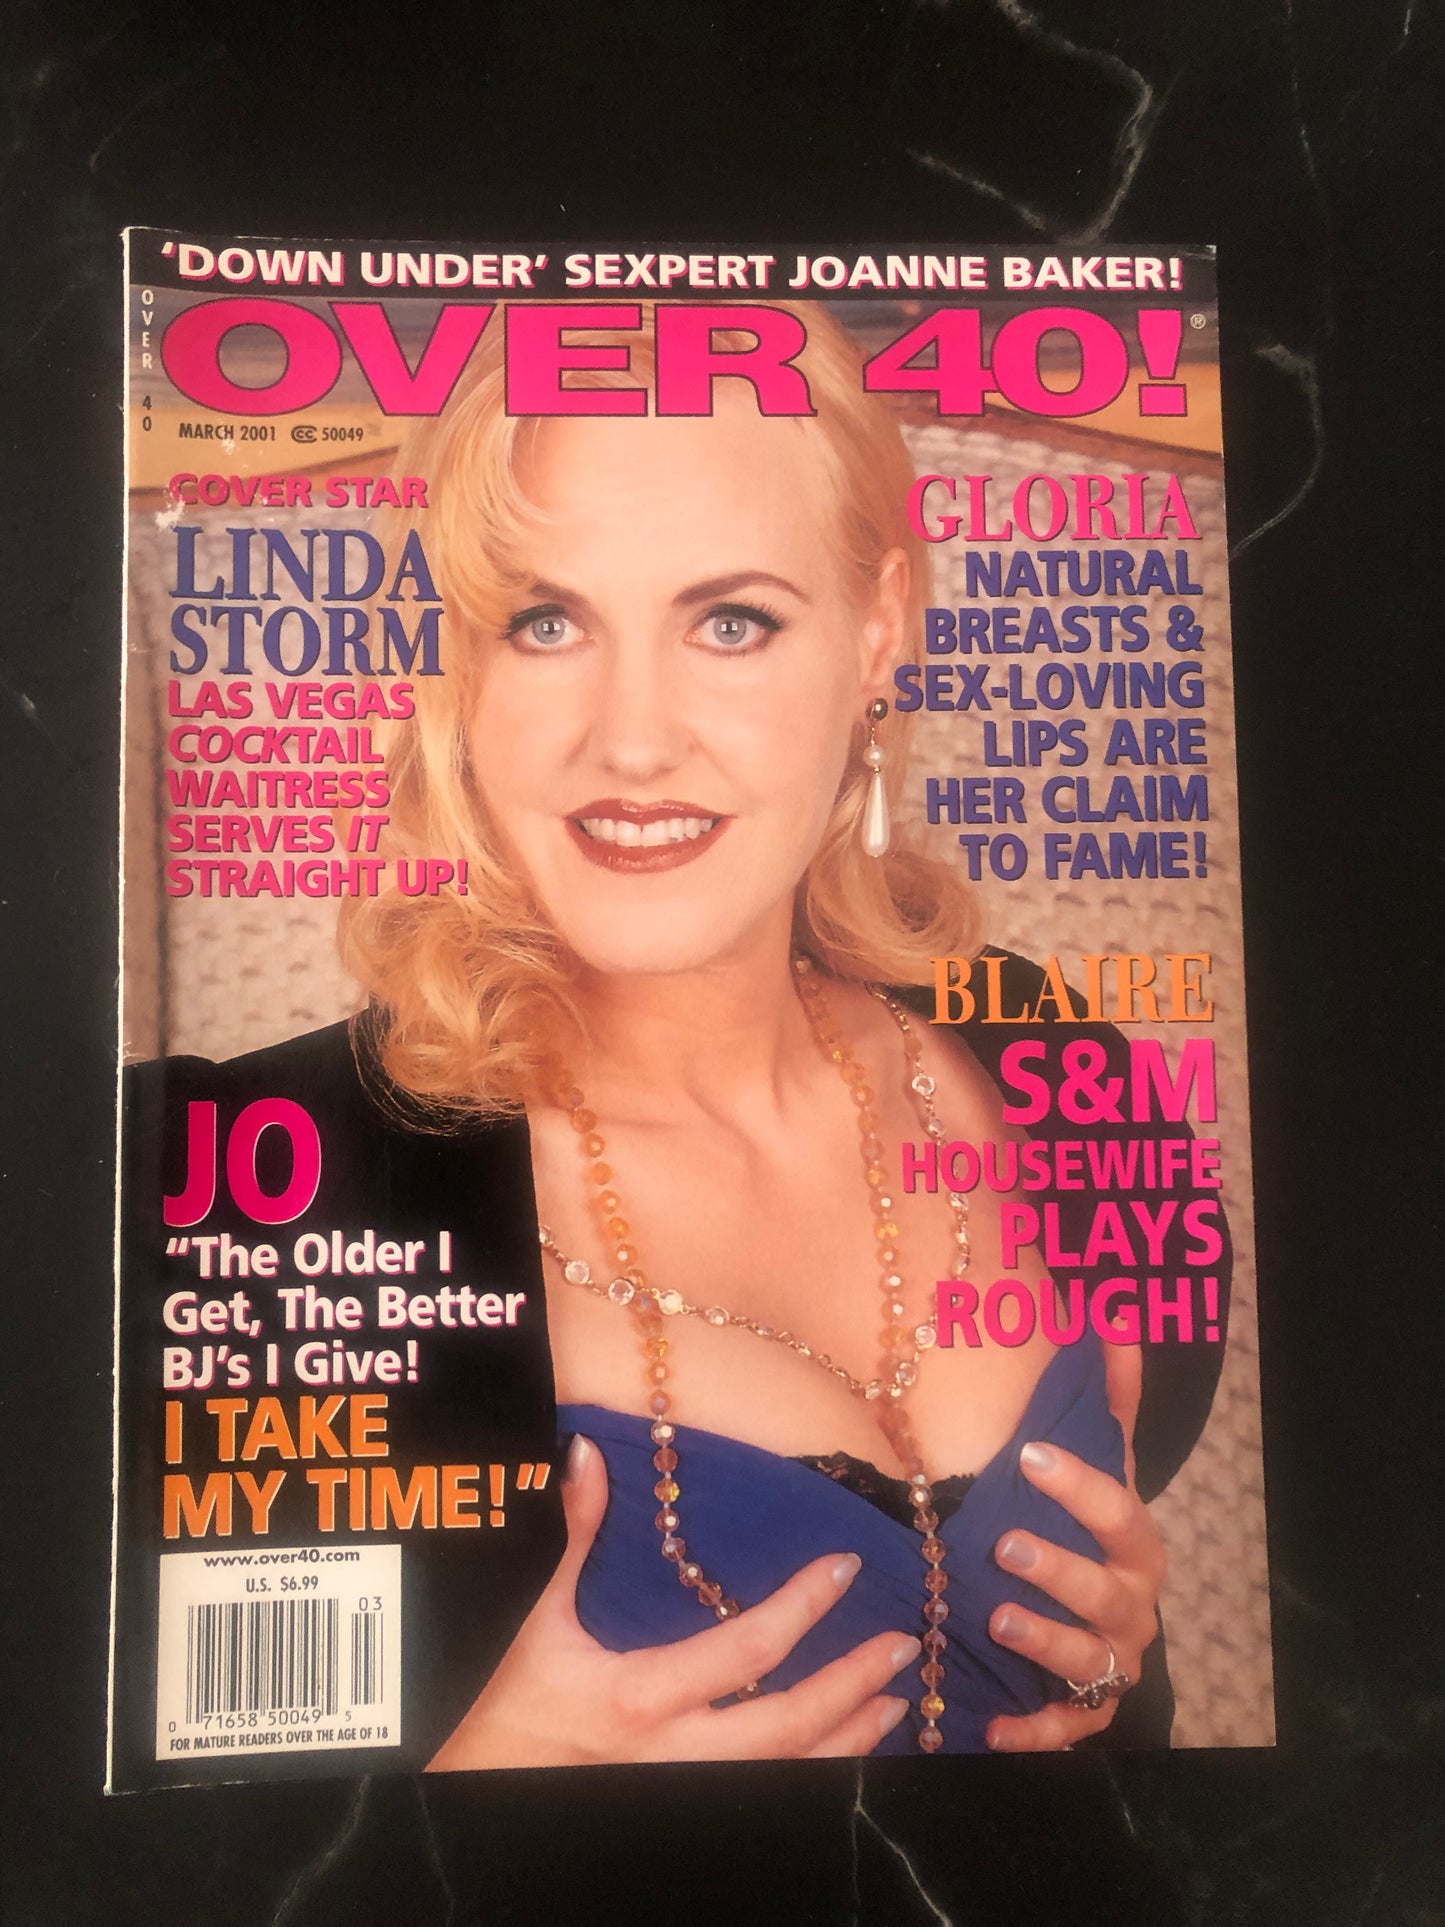 'DOWN UNDER' SEXPERT JOANNE BAKER!
OVER 40
OVER 40!®
MARCH 2001 CC 50049
COVER STAR
LINDA
STORM
LAS VEGAS
COCKTAIL
WAITRESS
SERVES IT
STRAIGHT UP!
GLORIA
NATURAL
BREASTS &
SEX-LOVING
LIPS ARE
HER CLAIM
TO FAME!
BLAIRE
S&M
HOUSEWIFE
PLAYS
ROUGH!
JO
"The Older I
Get, The Better
BJ's I Give!
I TAKE
MY TIME!"
www.over40.com
U.S. $6.99
03
0 71658 50049 5
FOR MATURE READERS OVER THE AGE OF 18